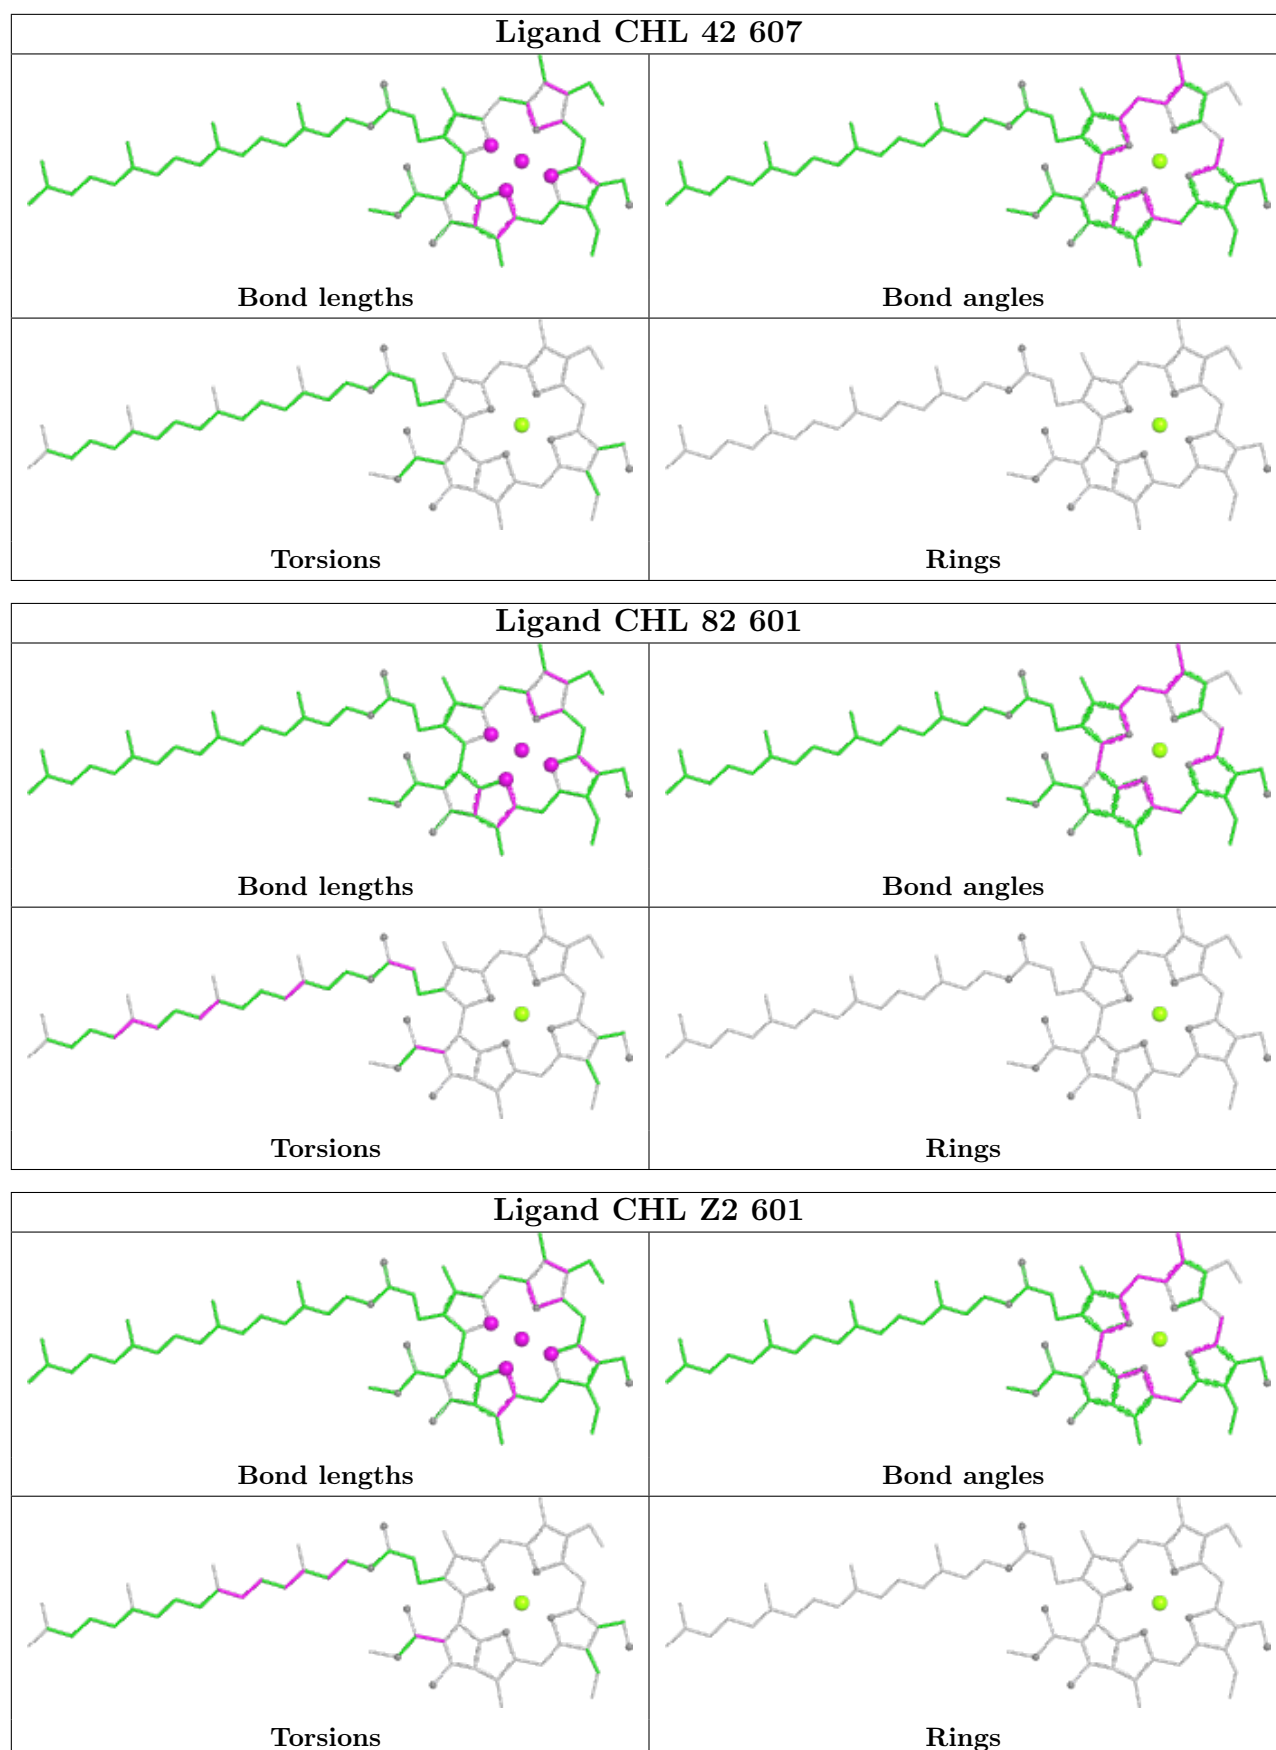 Ligand CHL 42 607
Bond lengths
Bond angles
Torsions
Rings
Ligand CHL 82 601
Bond lengths
Bond angles
Torsions
Rings
Ligand CHL Z2 601
Bond lengths
Bond angles
Torsions
Rings